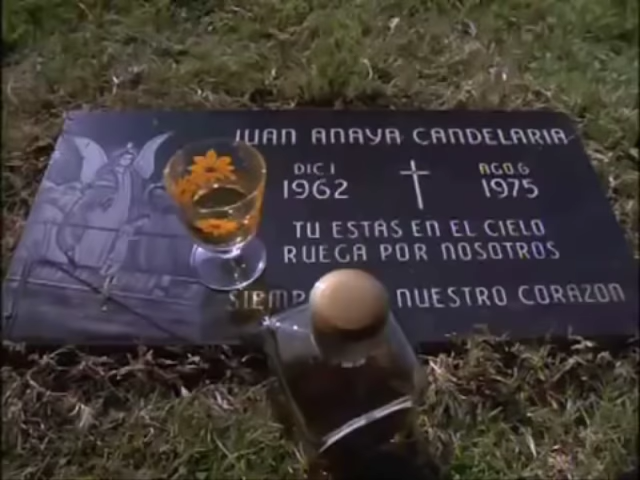 JUAN ANAYA CANDELARIA
DIC 1 AGO. 6
1962 1975
TU ESTAS EN EL CIELO
RUEGA POR NOSOTROS
NUESTRO CORAZON